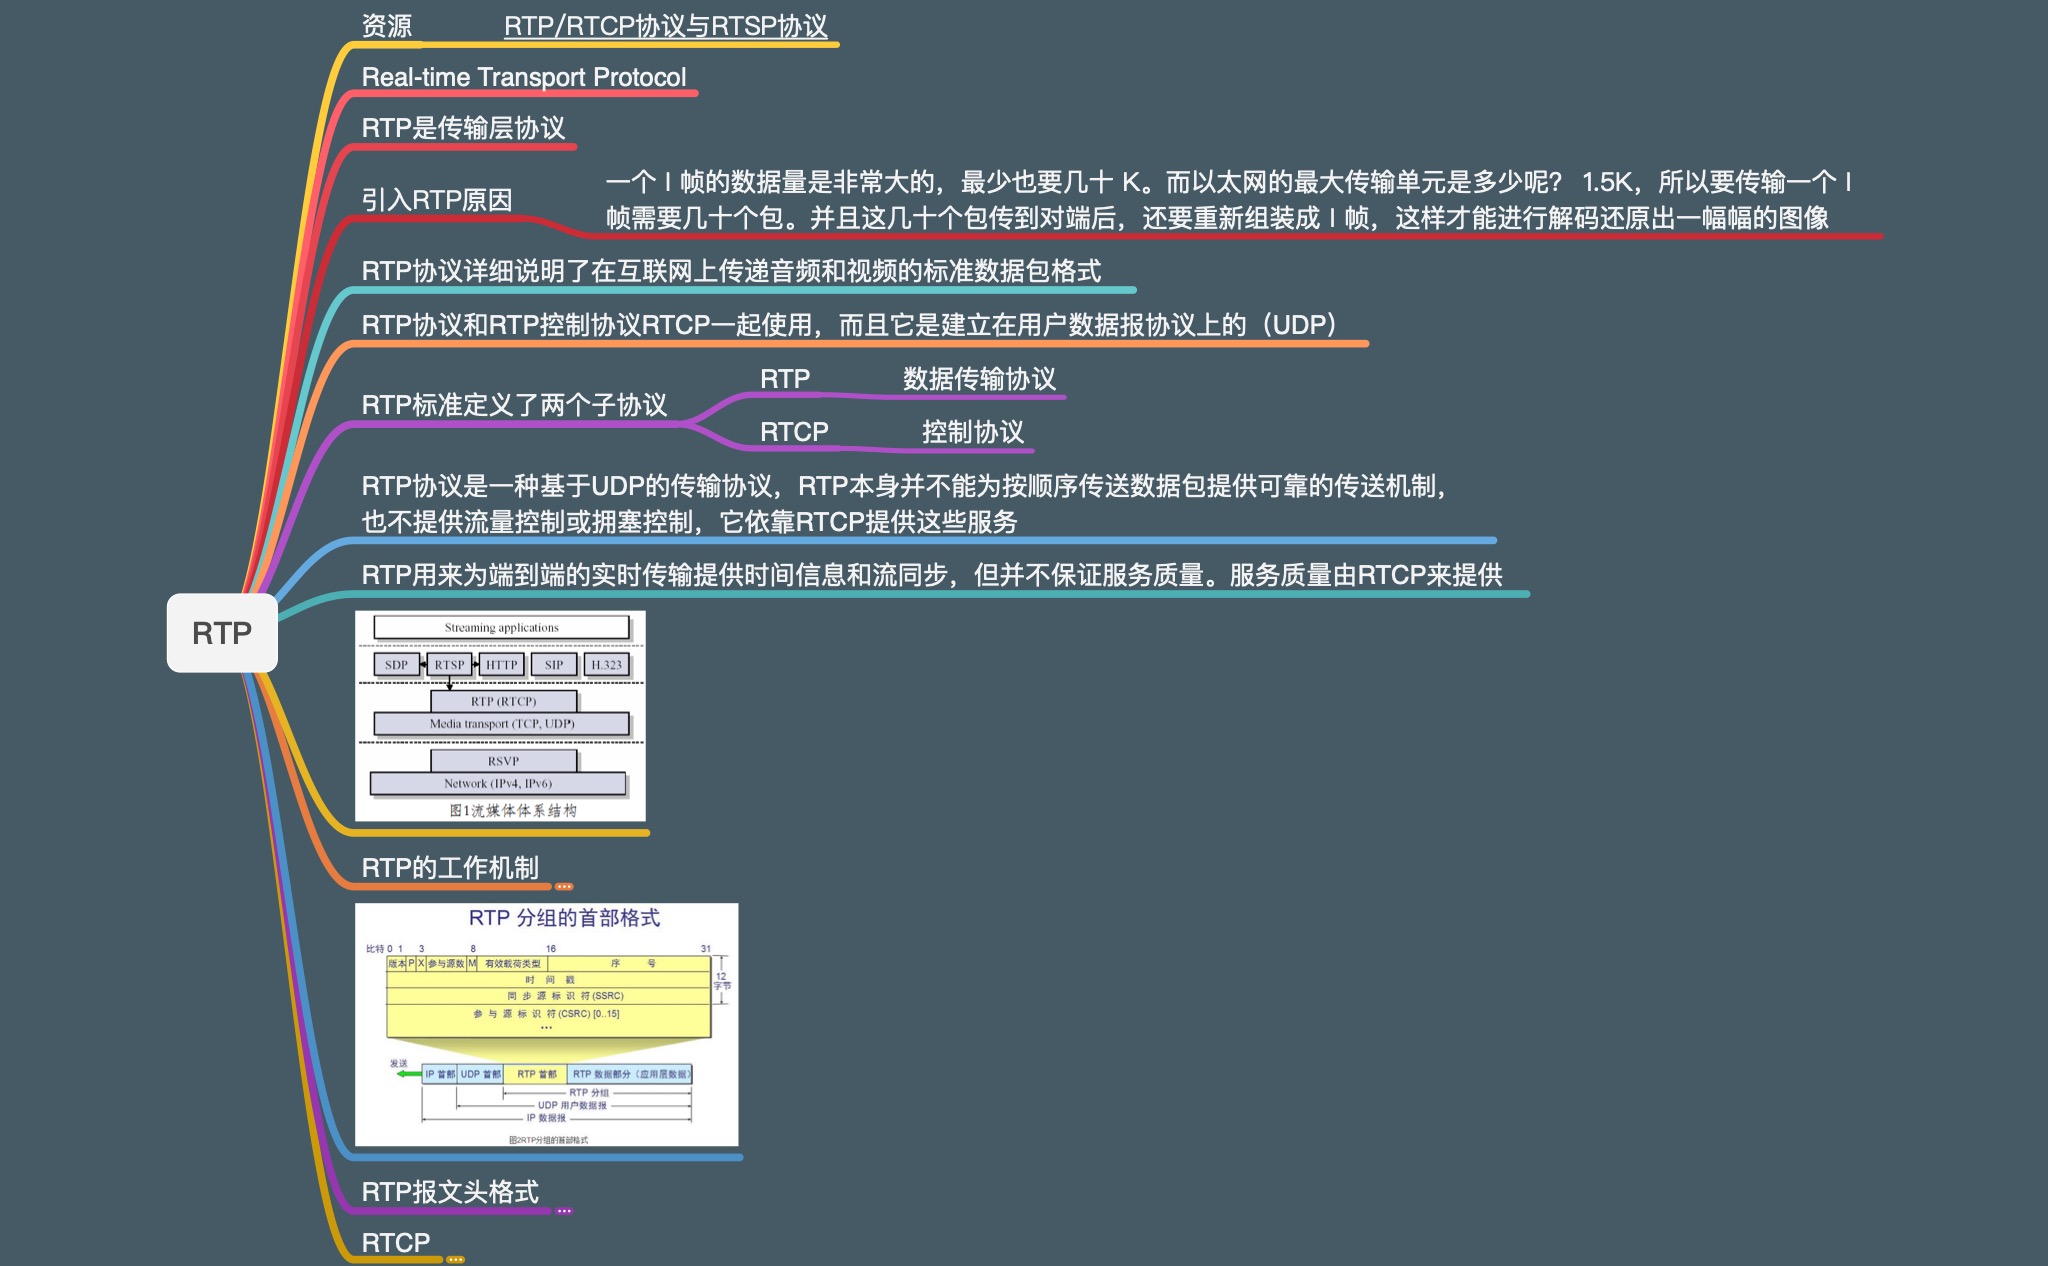 资源
RTP/RTCP协议与RTSP协议
Real-time Transport Protocol
RTP是传输层协议
引入RTP原因
一个 I 帧的数据量是非常大的，最少也要几十 K。而以太网的最大传输单元是多少呢？ 1.5K，所以要传输一个 I
帧需要几十个包。并且这几十个包传到对端后，还要重新组装成 I 帧，这样才能进行解码还原出一幅幅的图像
RTP协议详细说明了在互联网上传递音频和视频的标准数据包格式
RTP协议和RTP控制协议RTCP一起使用，而且它是建立在用户数据报协议上的（UDP）
RTP标准定义了两个子协议
RTP
数据传输协议
RTCP
控制协议
RTP协议是一种基于UDP的传输协议，RTP本身并不能为按顺序传送数据包提供可靠的传送机制，
也不提供流量控制或拥塞控制，它依靠RTCP提供这些服务
RTP用来为端到端的实时传输提供时间信息和流同步，但并不保证服务质量。服务质量由RTCP来提供
RTP
Streaming applications
SDP
RTSP
HTTP
SIP
H.323
RTP (RTCP)
Media transport (TCP, UDP)
RSVP
Network (IPv4, IPv6)
图1流媒体体系结构
RTP的工作机制
RTP 分组的首部格式
比特 0 1 3 8 16 31
版本 P X 参与源数 M 有效载荷类型 序 号
时 间 戳
同 步 源 标 识 符 (SSRC)
参 与 源 标 识 符 (CSRC) [0..15]
...
12
字节
发送
IP 首部
UDP 首部
RTP 首部
RTP 数据部分（应用层数据）
RTP 分组
UDP 用户数据报
IP 数据报
图2RTP分组的首部格式
RTP报文头格式
RTCP